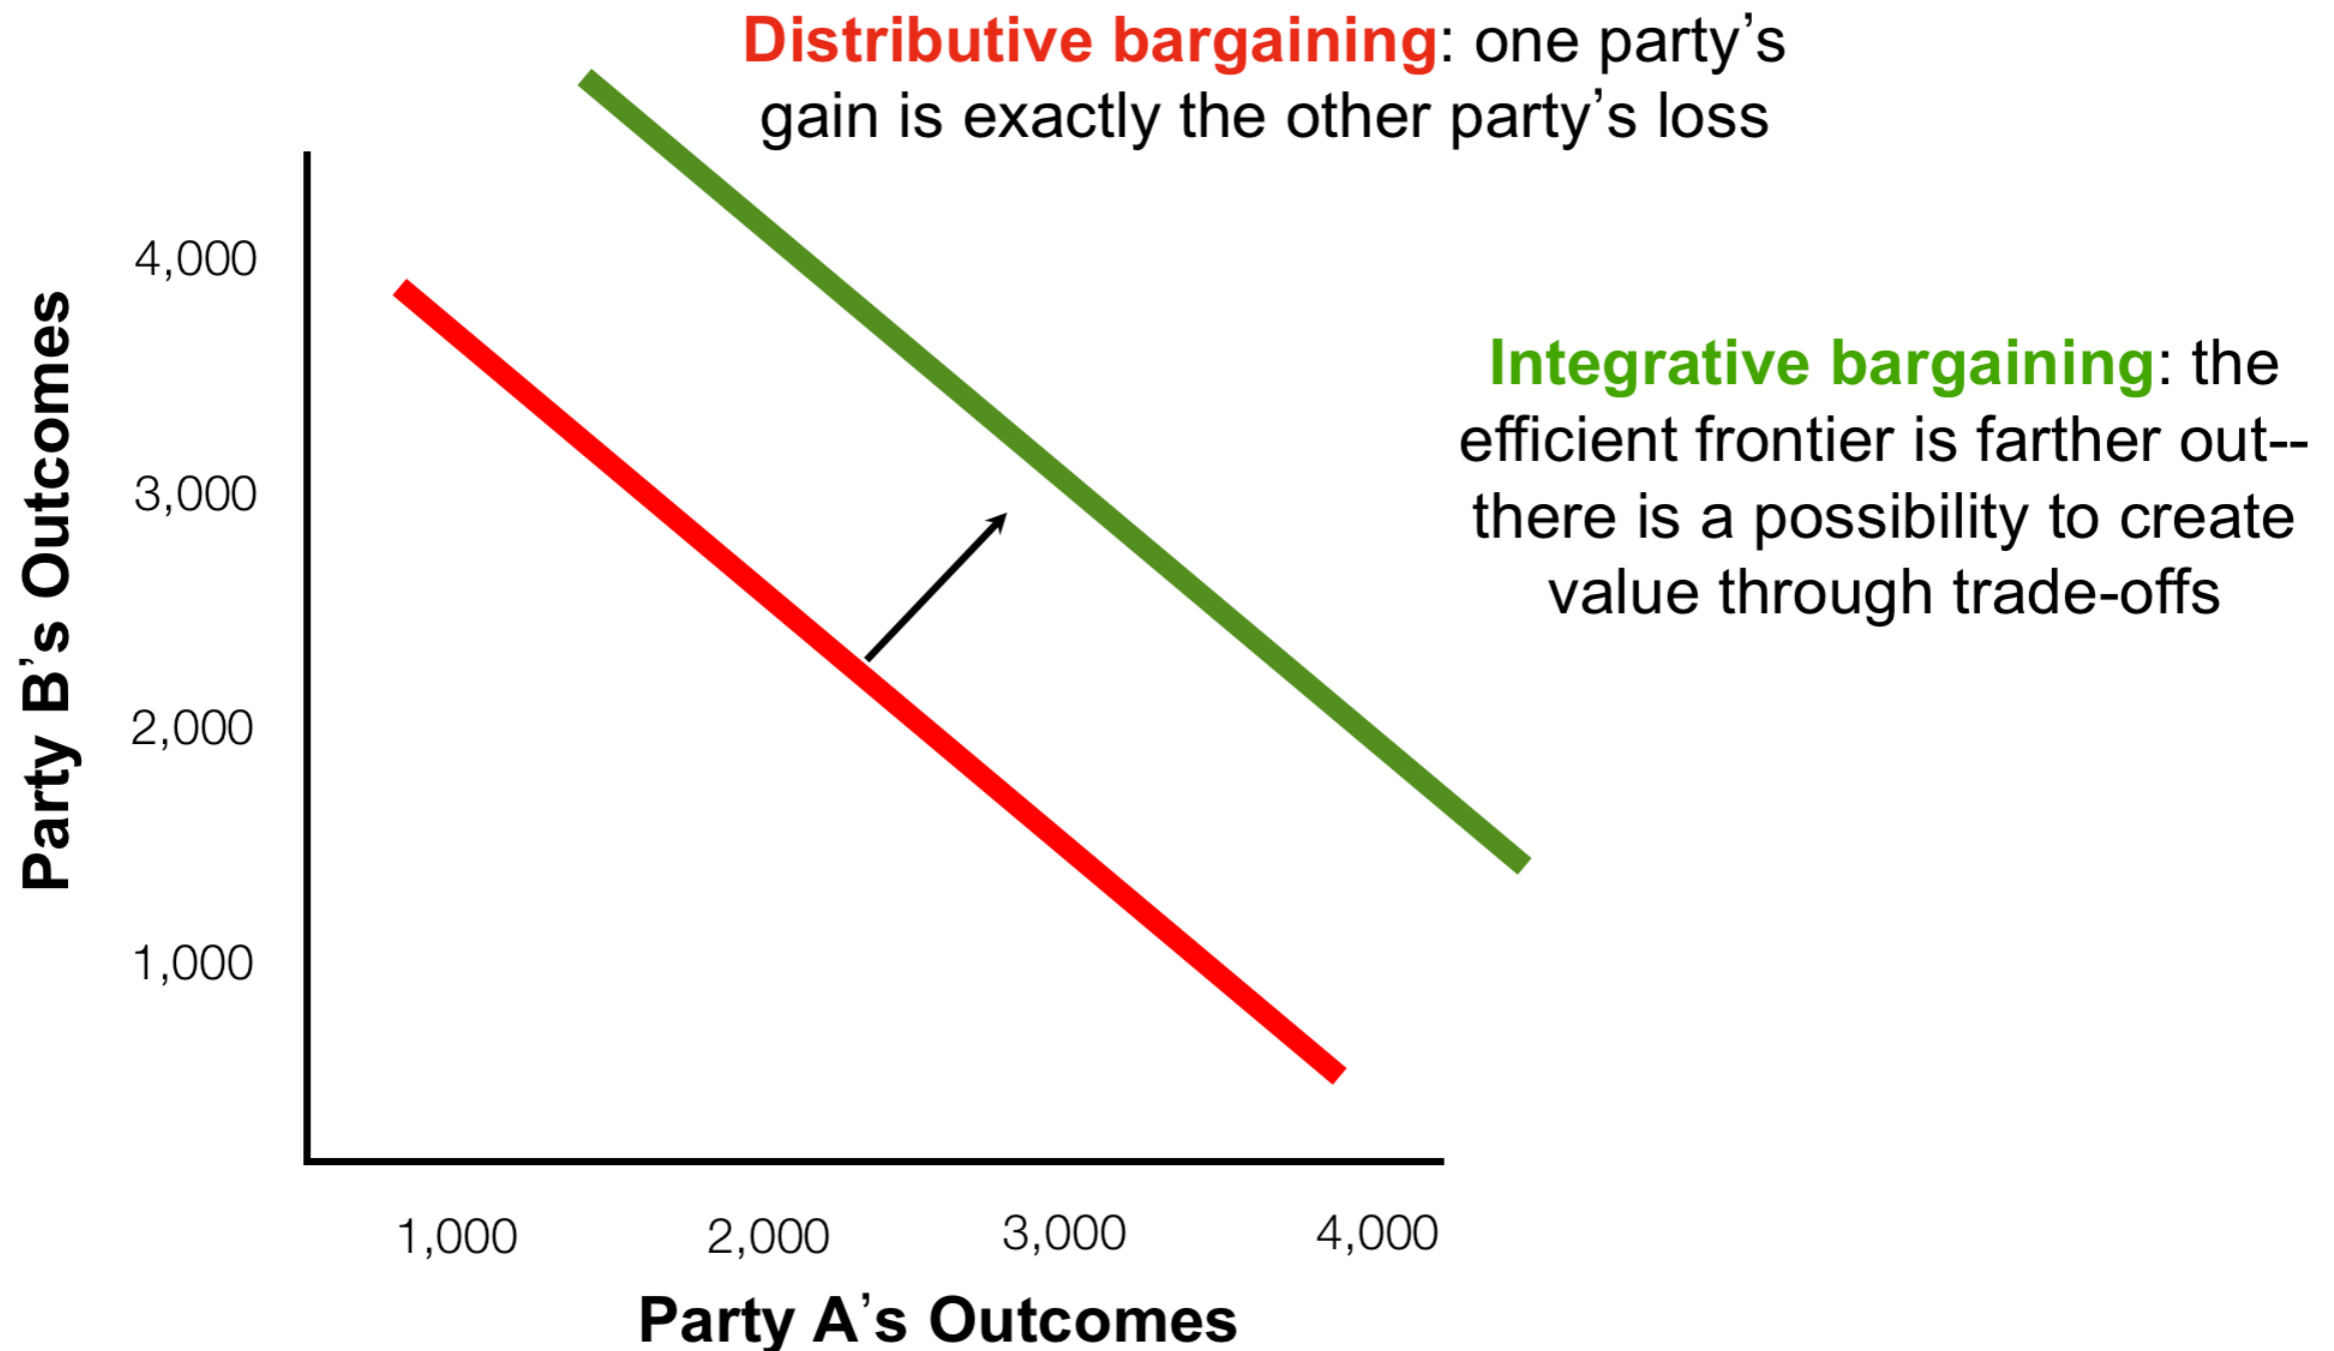 Distributive bargaining: one party’s
gain is exactly the other party’s loss
Integrative bargaining: the
efficient frontier is farther out--
there is a possibility to create
value through trade-offs
Party B’s Outcomes
4,000
3,000
2,000
1,000
1,000 2,000 3,000 4,000
Party A’s Outcomes